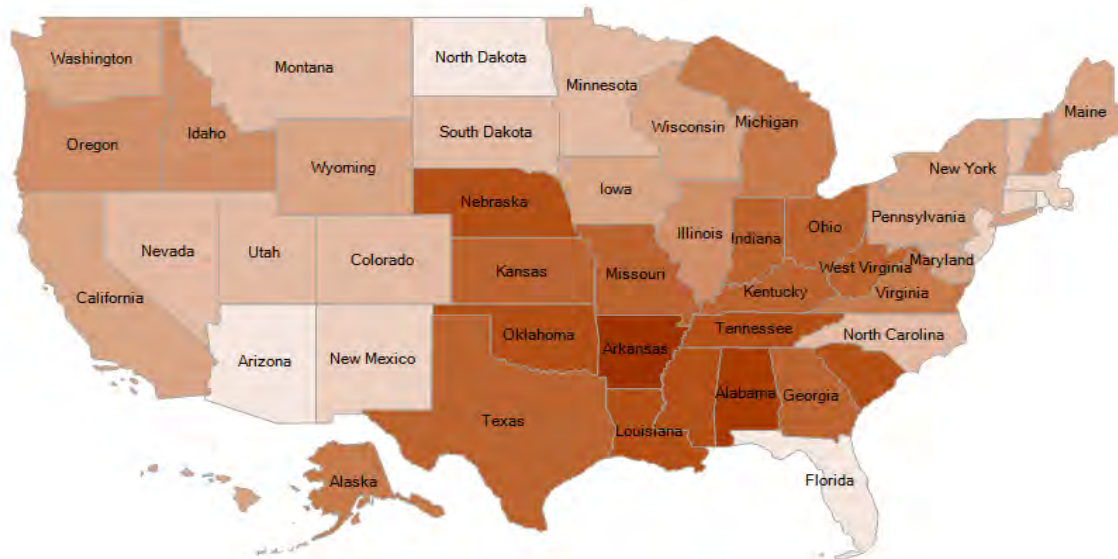 Washington
Montana
North Dakota
Minnesota
Maine
Oregon
Idaho
South Dakota
Wisconsin
Michigan
New York
Wyoming
Nebraska
Iowa
Pennsylvania
Nevada
Utah
Colorado
Illinois
Indiana
Ohio
Maryland
California
Kansas
Missouri
West Virginia
Kentucky
Virginia
Arizona
New Mexico
Oklahoma
Arkansas
Tennessee
North Carolina
Texas
Louisiana
Alabama
Georgia
Alaska
Florida